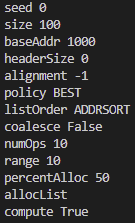 seed 0
size 100
baseAddr 1000
headerSize 0
alignment -1
policy BEST
listOrder ADDRSORT
coalesce False
numOps 10
range 10
percentAlloc 50
allocList
compute True